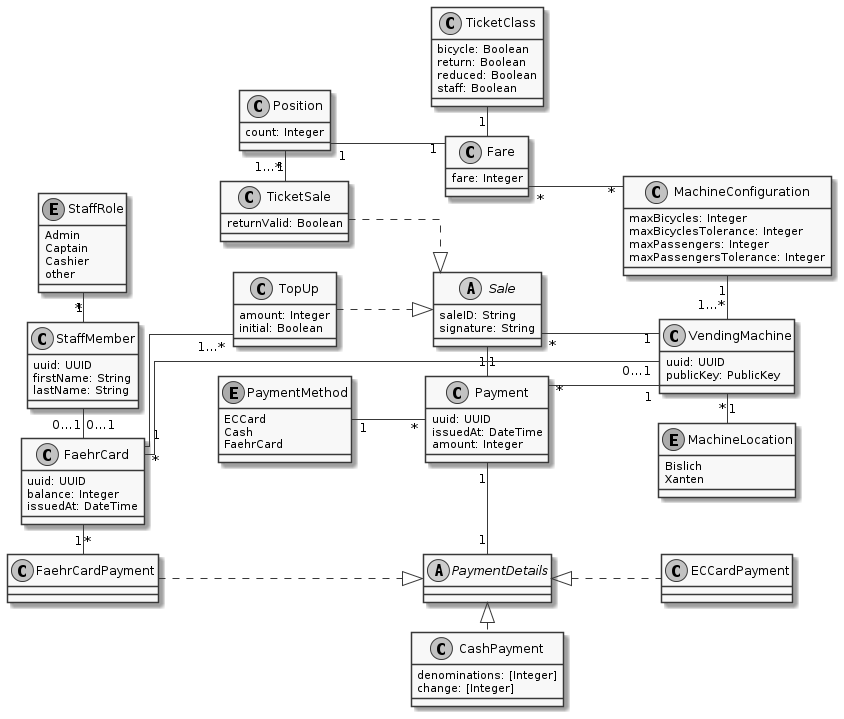 C TicketClass
bicycle: Boolean
return: Boolean
reduced: Boolean
staff: Boolean
1
C Position
count: Integer
1
1
C Fare
fare: Integer
*
*
1...*
1
C TicketSale
returnValid: Boolean
C MachineConfiguration
maxBicycles: Integer
maxBicyclesTolerance: Integer
maxPassengers: Integer
maxPassengersTolerance: Integer
1
1...*
E StaffRole
Admin
Captain
Cashier
other
*
1
C TopUp
amount: Integer
initial: Boolean
1...*
A Sale
saleID: String
signature: String
*
1
1
1
C VendingMachine
uuid: UUID
publicKey: PublicKey
0...1
*
1
*
1
C StaffMember
uuid: UUID
firstName: String
lastName: String
0...1
0...1
E PaymentMethod
ECCard
Cash
FaehrCard
1
*
C Payment
uuid: UUID
issuedAt: DateTime
amount: Integer
1
1
E MachineLocation
Bislich
Xanten
1
*
C FaehrCard
uuid: UUID
balance: Integer
issuedAt: DateTime
1
*
C FaehrCardPayment
A PaymentDetails
C ECCardPayment
C CashPayment
denominations: [Integer]
change: [Integer]